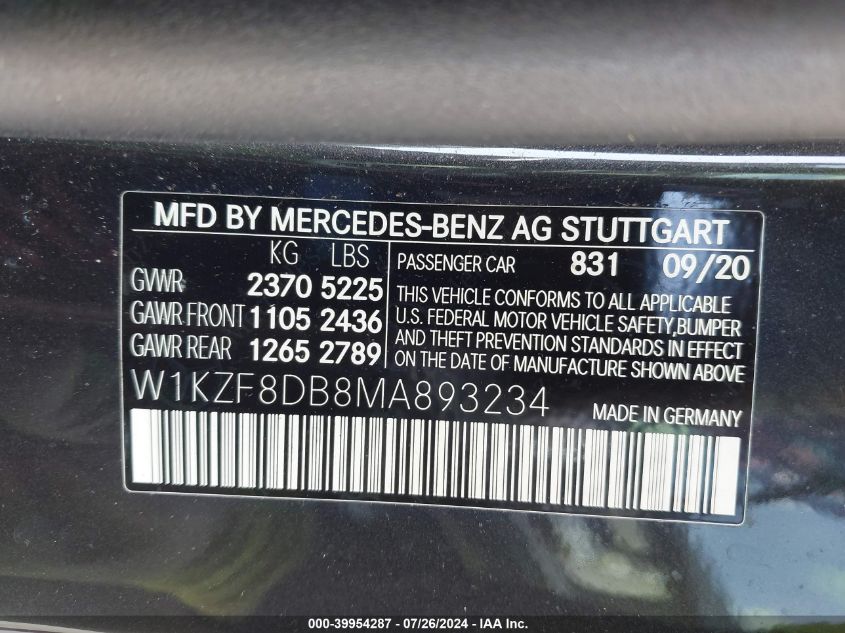 MFD BY MERCEDES-BENZ AG STUTTGART
KG LBS
GVWR 2370 5225
GAWR FRONT 1105 2436
GAWR REAR 1265 2789
PASSENGER CAR 831 09/20
THIS VEHICLE CONFORMS TO ALL APPLICABLE
U.S. FEDERAL MOTOR VEHICLE SAFETY,BUMPER
AND THEFT PREVENTION STANDARDS IN EFFECT
ON THE DATE OF MANUFACTURE SHOWN ABOVE
W1KZF8DB8MA893234
MADE IN GERMANY
000-39954287 - 07/26/2024 - IAA Inc.